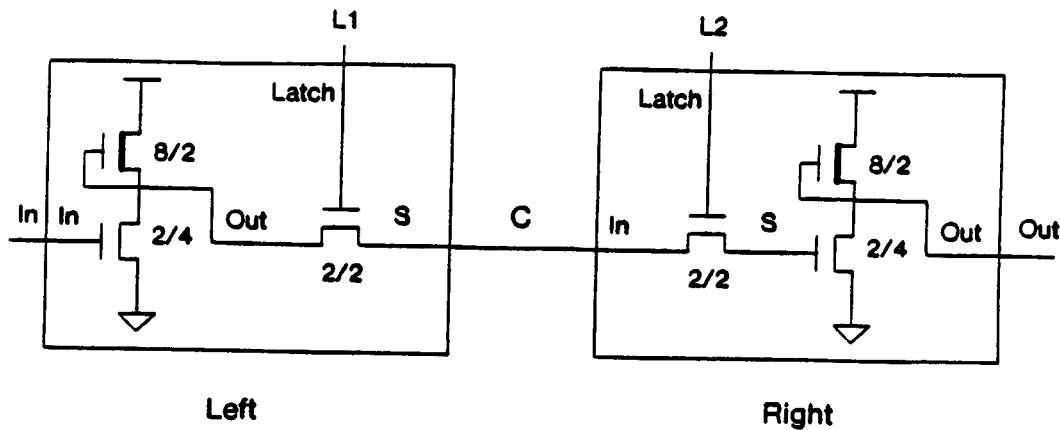 L1
L2
Latch
Latch
8/2
8/2
In
In
2/4
Out
S
C
In
S
2/4
Out
Out
2/2
2/2
Left
Right